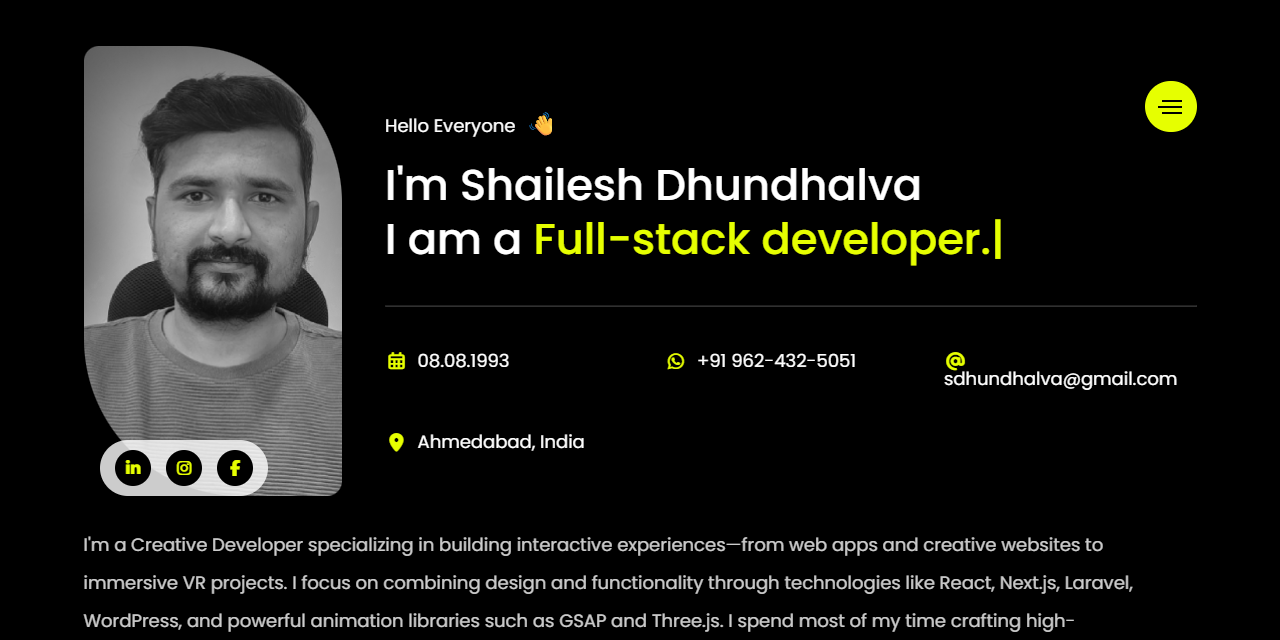 Hello Everyone 👋
I'm Shailesh Dhundhalva
I am a Full-stack developer.|
08.08.1993
+91 962-432-5051
sdhundhalva@gmail.com
Ahmedabad, India
I'm a Creative Developer specializing in building interactive experiences—from web apps and creative websites to
immersive VR projects. I focus on combining design and functionality through technologies like React, Next.js, Laravel,
WordPress, and powerful animation libraries such as GSAP and Three.js. I spend most of my time crafting high-